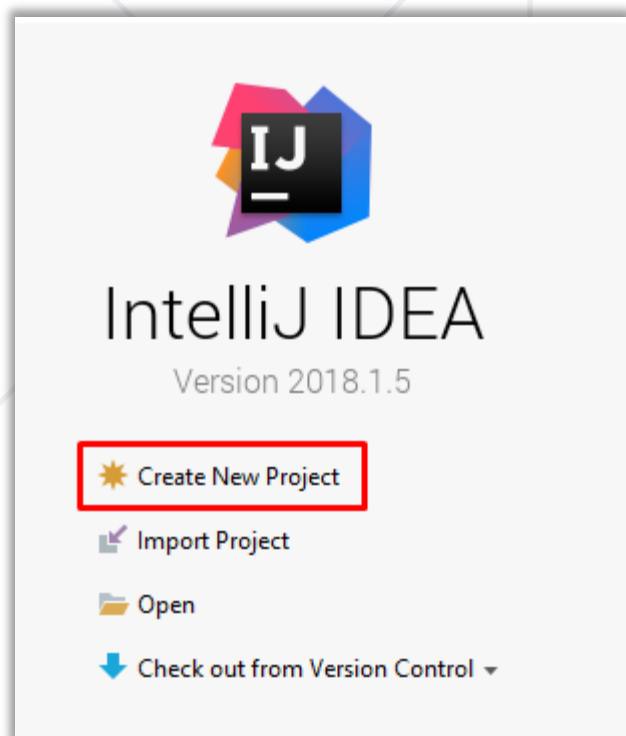 IJ
IntelliJ IDEA
Version 2018.1.5
Create New Project
Import Project
Open
Check out from Version Control